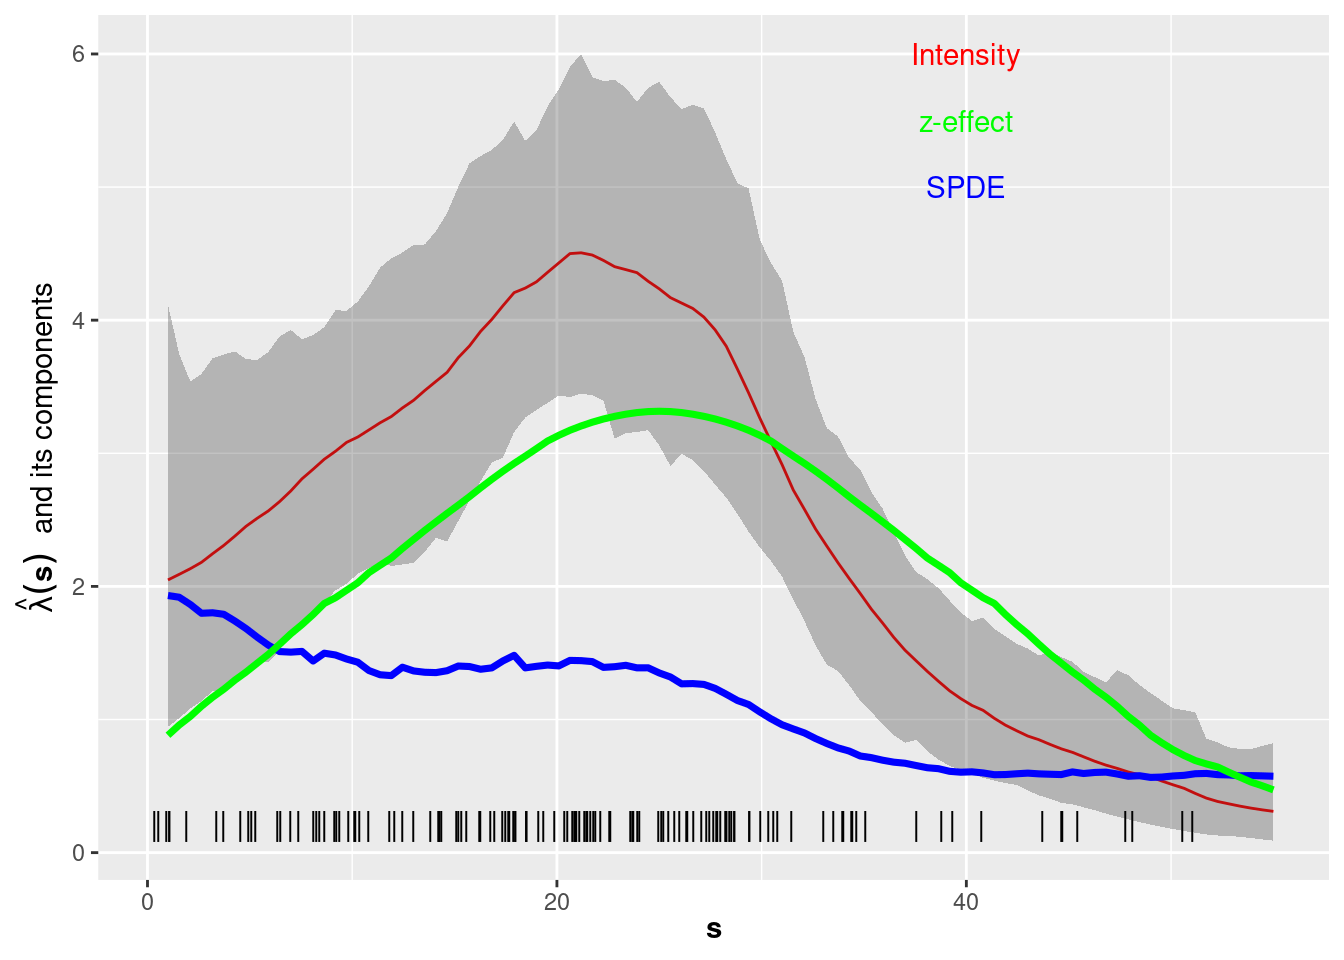 Intensity
z-effect
SPDE
6
4
2
0
λ̂(s) and its components
0 20 40
s